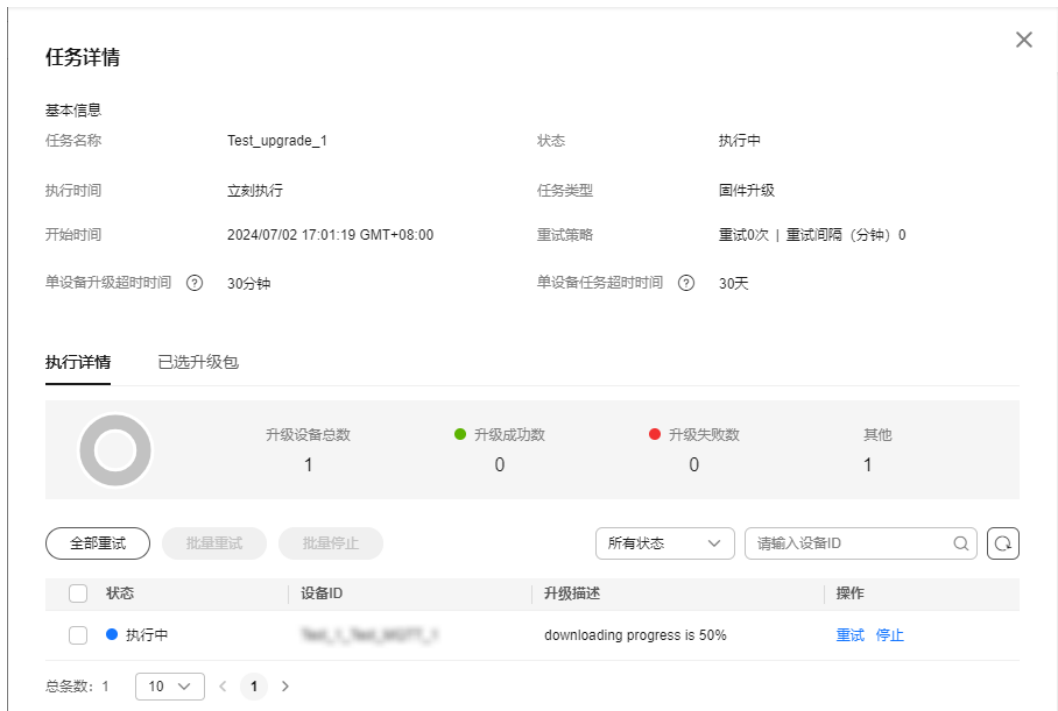 任务详情
基本信息
任务名称 Test_upgrade_1 状态 执行中
执行时间 立刻执行 任务类型 固件升级
开始时间 2024/07/02 17:01:19 GMT+08:00 重试策略 重试0次 | 重试间隔（分钟）0
单设备升级超时时间 ? 30分钟 单设备任务超时时间 ? 30天
执行详情 已选升级包
升级设备总数 升级成功数 升级失败数 其他
1 0 0 1
全部重试 批量重试 批量停止 所有状态 请输入设备ID
状态 设备ID 升级描述 操作
执行中 downloading progress is 50% 重试 停止
总条数：1 10 < 1 >